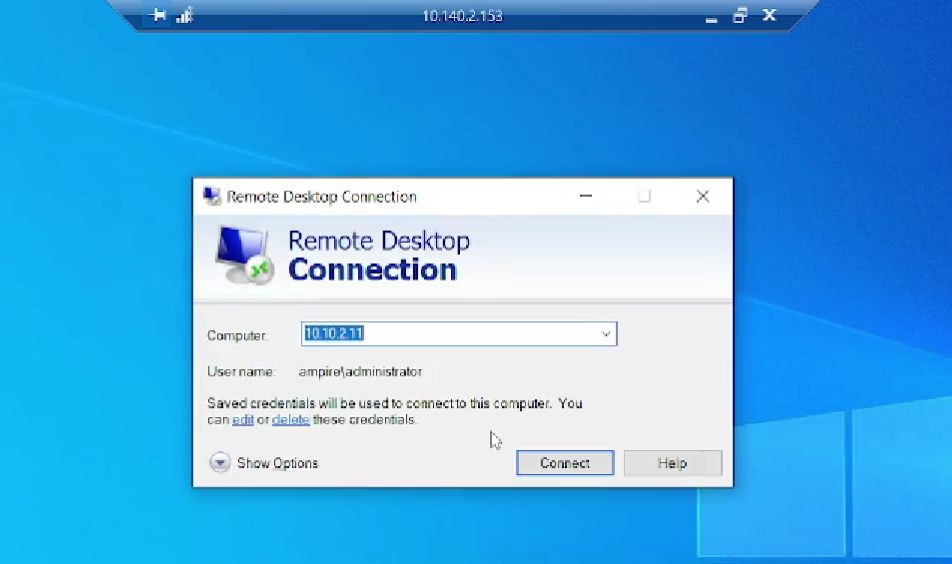 10.140.2.153
Remote Desktop Connection
Remote Desktop
Connection
Computer: 10.10.2.11
User name: ampire\administrator
Saved credentials will be used to connect to this computer. You
can edit or delete these credentials.
Show Options Connect Help